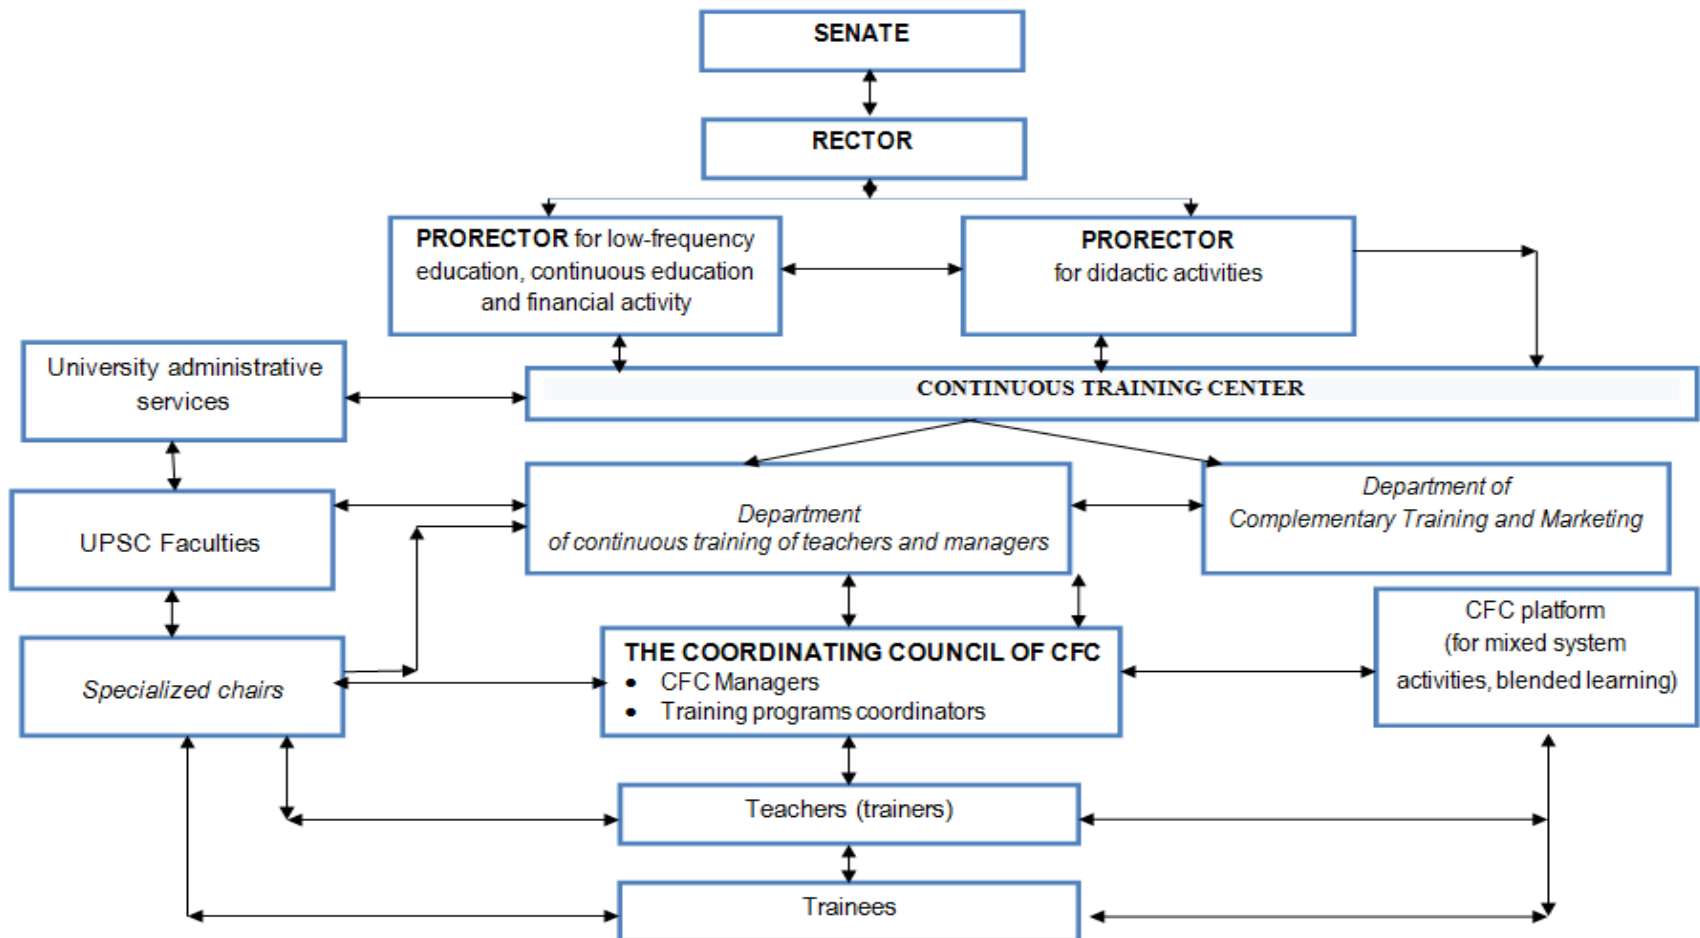 SENATE
RECTOR
PRORECTOR for low-frequency
education, continuous education
and financial activity
PRORECTOR
for didactic activities
University administrative
services
CONTINUOUS TRAINING CENTER
UPSC Faculties
Department
of continuous training of teachers and managers
Department of
Complementary Training and Marketing
Specialized chairs
THE COORDINATING COUNCIL OF CFC
• CFC Managers
• Training programs coordinators
CFC platform
(for mixed system
activities, blended learning)
Teachers (trainers)
Trainees